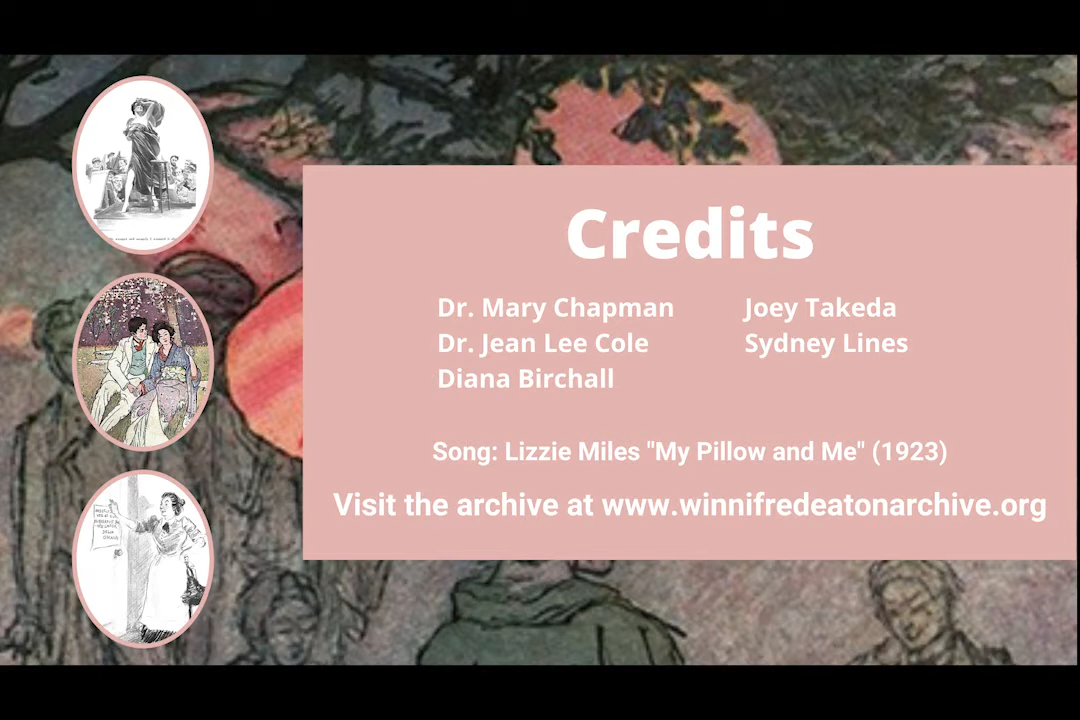 Credits
Dr. Mary Chapman
Dr. Jean Lee Cole
Diana Birchall
Joey Takeda
Sydney Lines
Song: Lizzie Miles "My Pillow and Me" (1923)
Visit the archive at www.winnifredeatonarchive.org